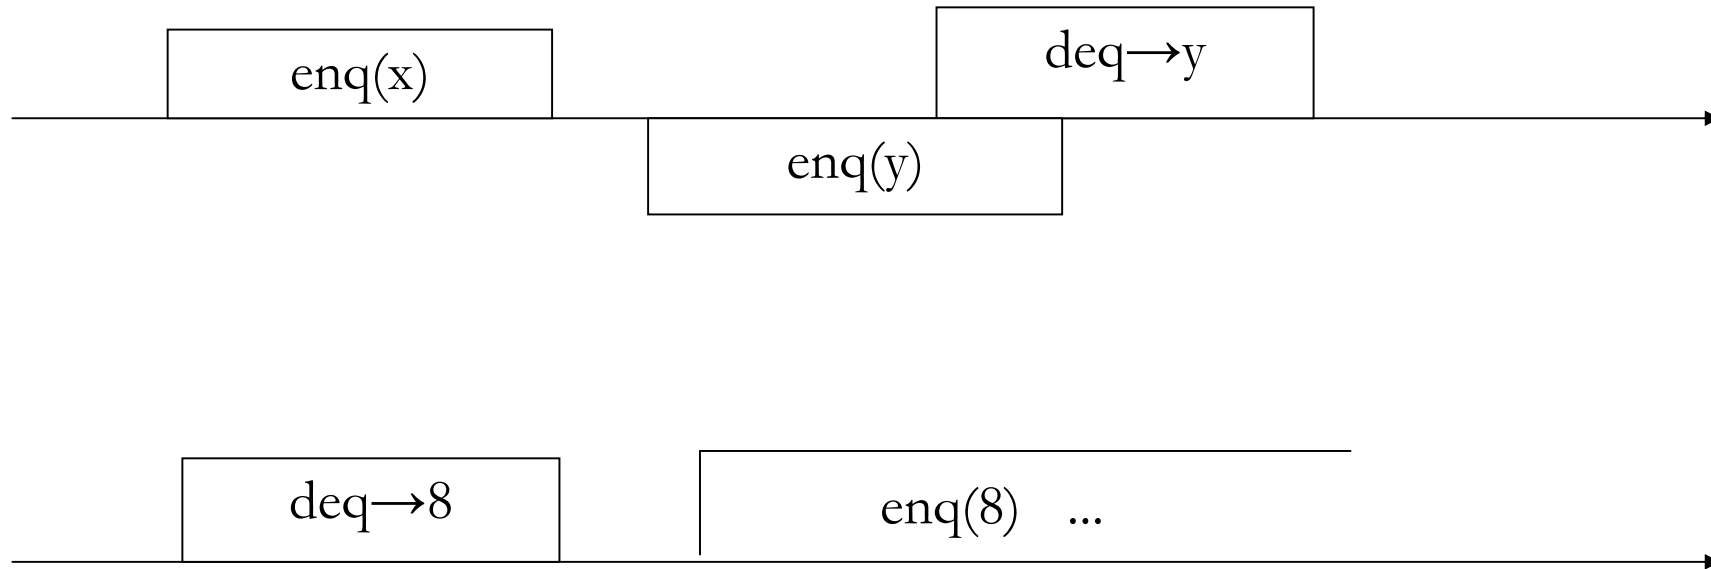 enq(x)
deq→y
enq(y)
deq→8
enq(8) ...